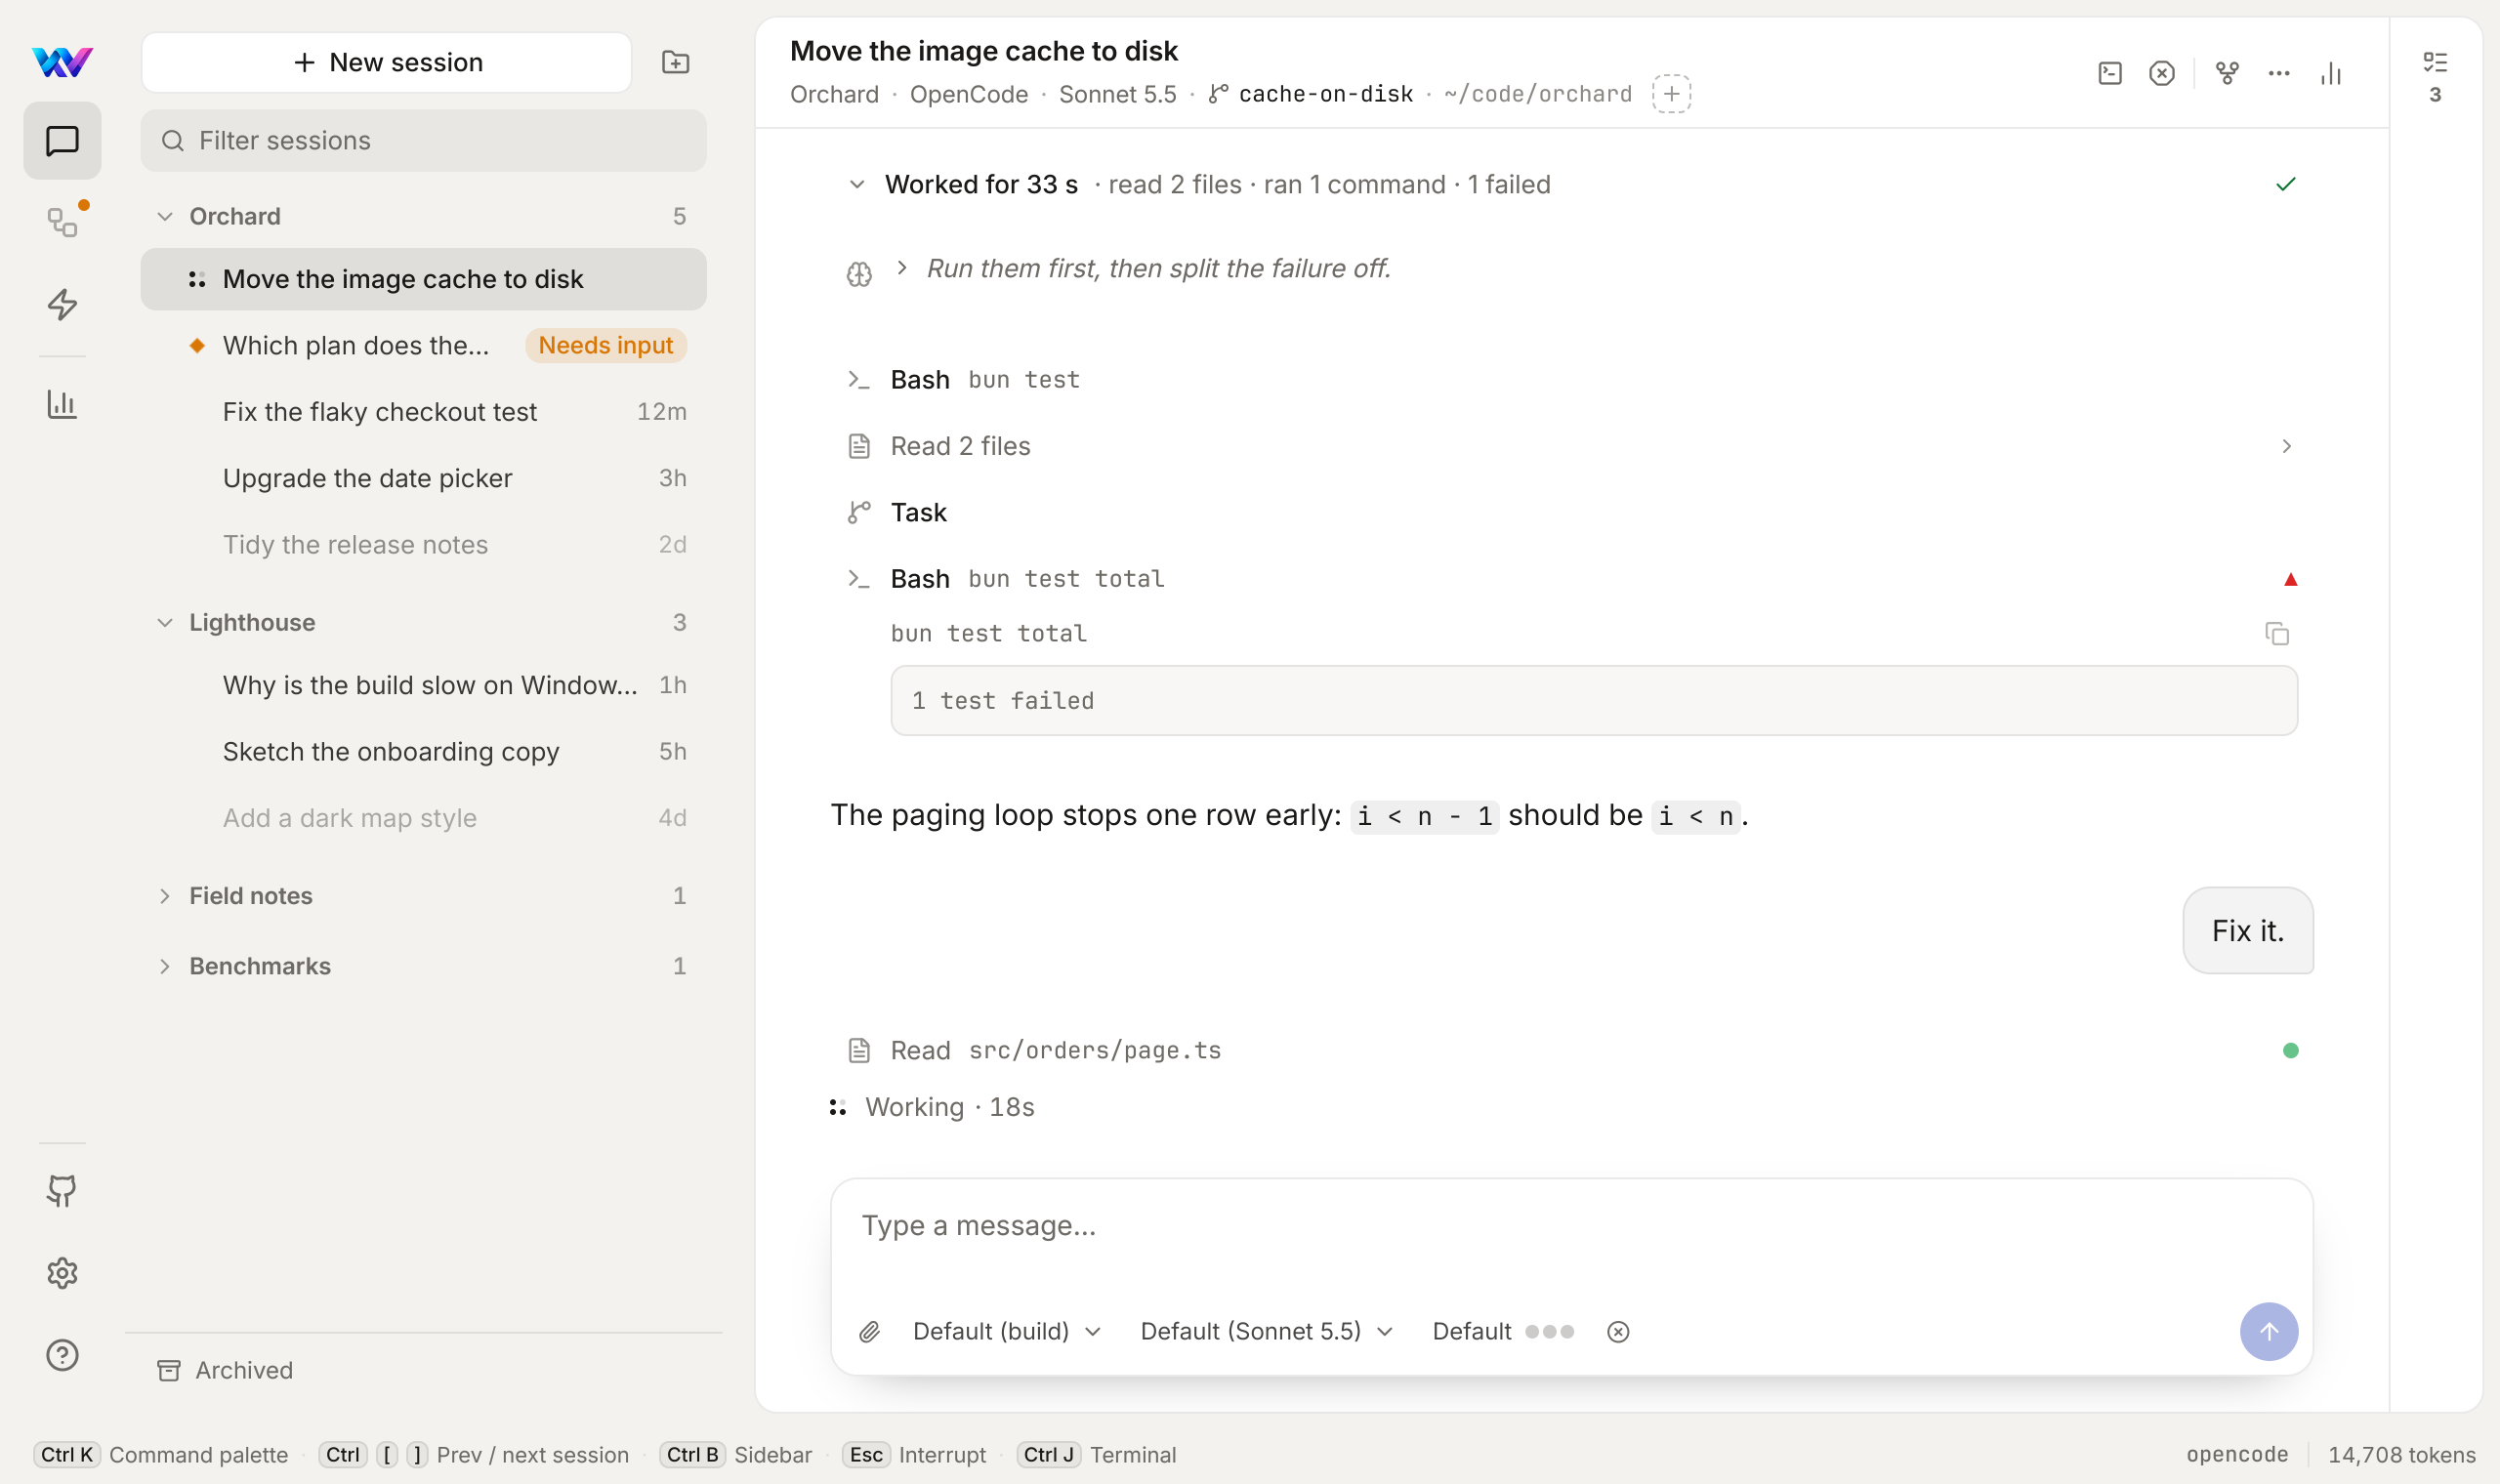 New session
Filter sessions
Orchard 5
Move the image cache to disk
Which plan does the... Needs input
Fix the flaky checkout test 12m
Upgrade the date picker 3h
Tidy the release notes 2d
Lighthouse 3
Why is the build slow on Window... 1h
Sketch the onboarding copy 5h
Add a dark map style 4d
Field notes 1
Benchmarks 1
Archived
Move the image cache to disk
Orchard · OpenCode · Sonnet 5.5 · cache-on-disk · ~/code/orchard
3
Worked for 33 s · read 2 files · ran 1 command · 1 failed
Run them first, then split the failure off.
Bash bun test
Read 2 files
Task
Bash bun test total
bun test total
1 test failed
The paging loop stops one row early: i < n - 1 should be i < n.
Fix it.
Read src/orders/page.ts
Working · 18s
Type a message...
Default (build) Default (Sonnet 5.5) Default
Ctrl K Command palette · Ctrl [ ] Prev / next session · Ctrl B Sidebar · Esc Interrupt · Ctrl J Terminal
opencode 14,708 tokens